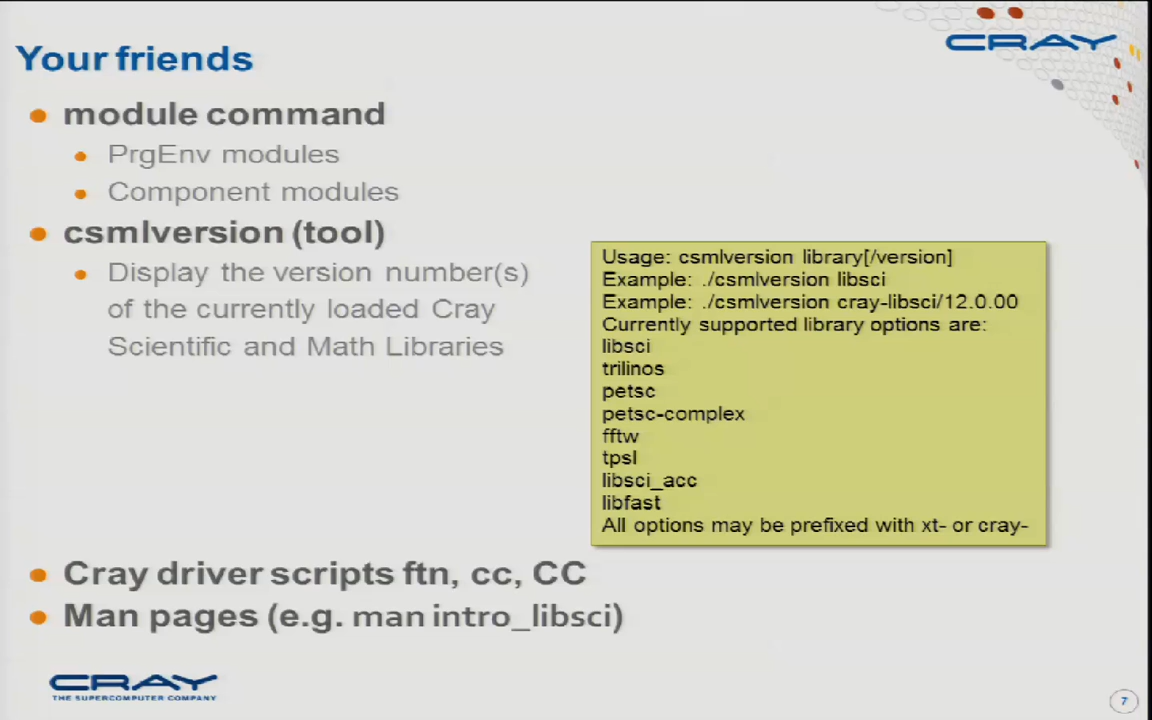 Your friends
CRAY
module command
PrgEnv modules
Component modules
csmlversion (tool)
Display the version number(s)
of the currently loaded Cray
Scientific and Math Libraries
Usage: csmlversion library[/version]
Example: ./csmlversion libsci
Example: ./csmlversion cray-libsci/12.0.00
Currently supported library options are:
libsci
trilinos
petsc
petsc-complex
fftw
tpsl
libsci_acc
libfast
All options may be prefixed with xt- or cray-
Cray driver scripts ftn, cc, CC
Man pages (e.g. man intro_libsci)
CRAY
THE SUPERCOMPUTER COMPANY
7